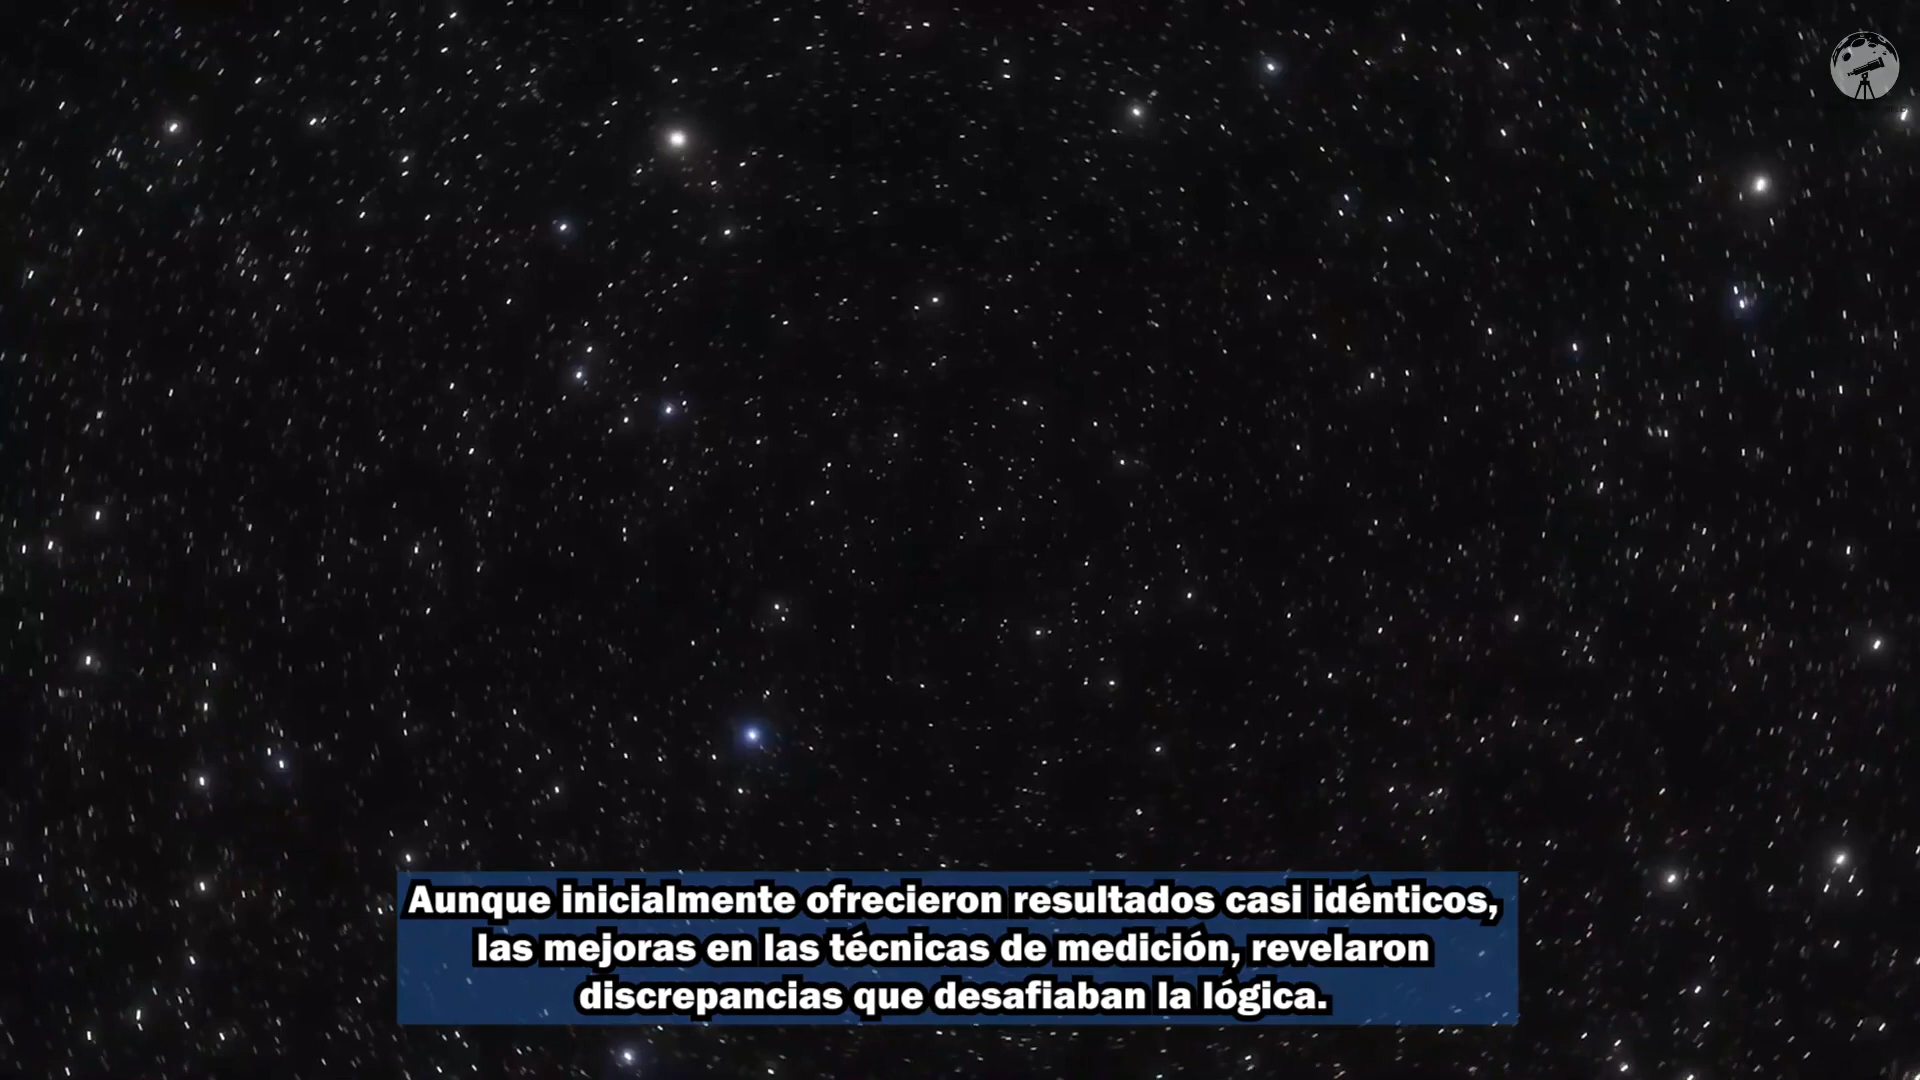 Aunque inicialmente ofrecieron resultados casi idénticos,
las mejoras en las técnicas de medición, revelaron
discrepancias que desafiaban la lógica.